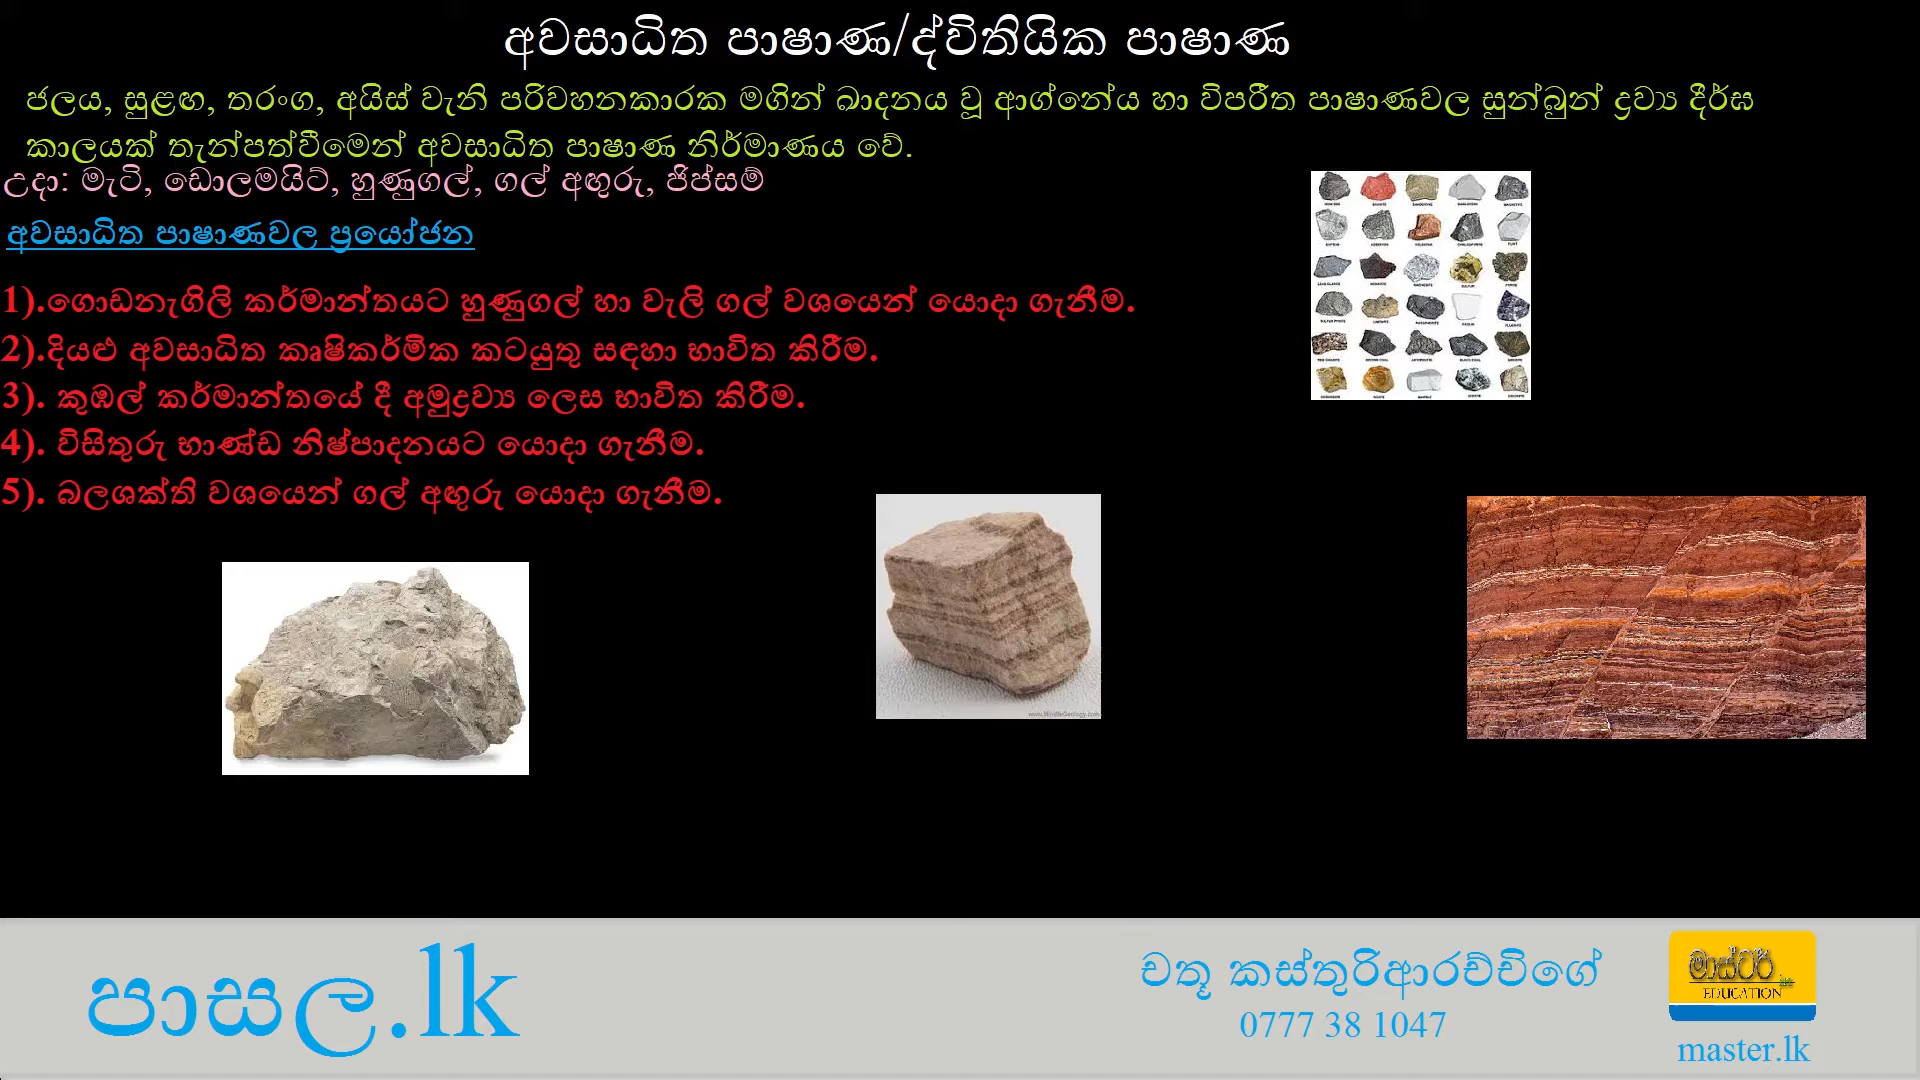 අවසාධිත පාෂාණ/ද්විතියික පාෂාණ
ජලය, සුළඟ, තරංග, අයිස් වැනි පරිවහනකාරක මගින් ඛාදනය වූ ආග්නේය හා විපරීත පාෂාණවල සුන්බුන් ද්‍රව්‍ය දීර්ඝ
කාලයක් තැන්පත්වීමෙන් අවසාධිත පාෂාණ නිර්මාණය වේ.
උදා: මැටි, ඩොලමයිට්, හුණුගල්, ගල් අඟුරු, ජිප්සම්
අවසාධිත පාෂාණවල ප්‍රයෝජන
1).ගොඩනැගිලි කර්මාන්තයට හුණුගල් හා වැලි ගල් වශයෙන් යොදා ගැනීම.
2).දියළු අවසාධිත කෘෂිකර්මික කටයුතු සඳහා භාවිත කිරීම.
3). කුඹල් කර්මාන්තයේ දී අමුද්‍රව්‍ය ලෙස භාවිත කිරීම.
4). විසිතුරු භාණ්ඩ නිෂ්පාදනයට යොදා ගැනීම.
5). බලශක්ති වශයෙන් ගල් අඟුරු යොදා ගැනීම.
පාසල.lk
චතූ කස්තුරිආරච්චිගේ
0777 38 1047
මාස්ටර්
EDUCATION
master.lk